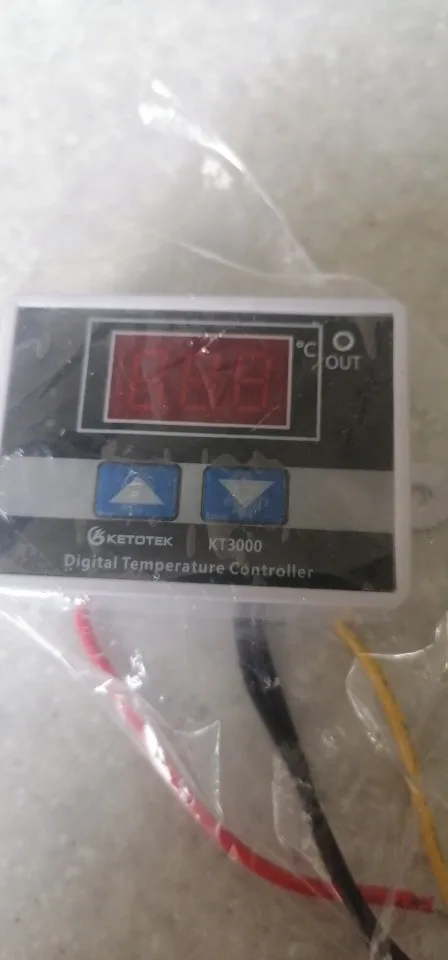 °C
OUT
KETOTEK KT3000
Digital Temperature Controller